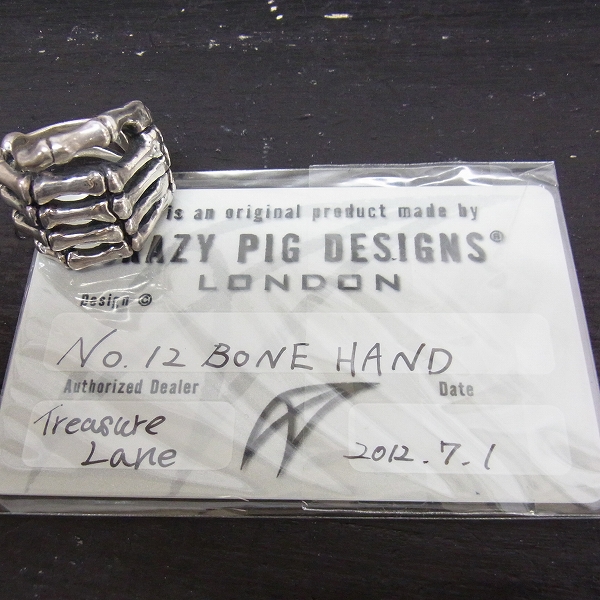 is an original product made by
CRAZY PIG DESIGNS®
LONDON
Design ©
No. 12 BONE HAND
Authorized Dealer
Date
Treasure
Lane
2012.7.1